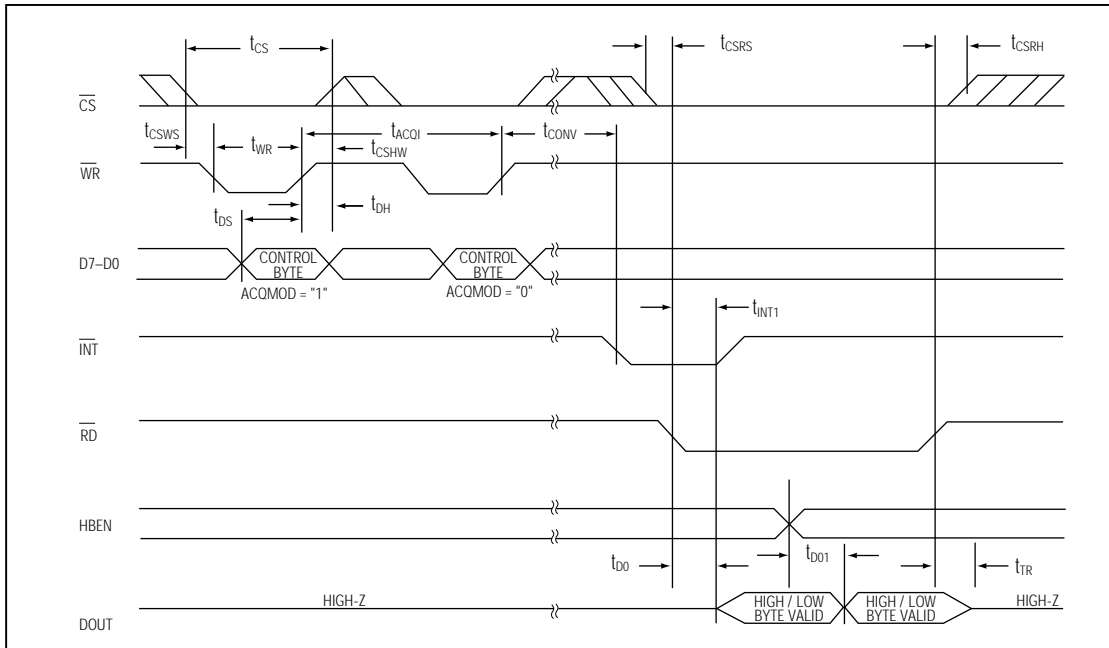 tCS
tCSRS
tCSRH
CS
tCSWS
tWR
tACQI
tCSHW
tCONV
WR
tDS
tDH
D7–D0
CONTROL
BYTE
CONTROL
BYTE
ACQMOD = "1"
ACQMOD = "0"
tINT1
INT
RD
HBEN
tD0
tD01
tTR
HIGH-Z
HIGH / LOW
BYTE VALID
HIGH / LOW
BYTE VALID
HIGH-Z
DOUT